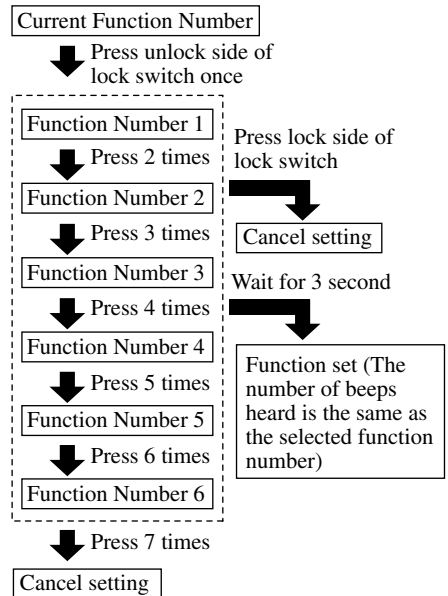 Current Function Number
Press unlock side of
lock switch once
Function Number 1
Press 2 times
Function Number 2
Press 3 times
Function Number 3
Press 4 times
Function Number 4
Press 5 times
Function Number 5
Press 6 times
Function Number 6
Press 7 times
Cancel setting
Press lock side of
lock switch
Cancel setting
Wait for 3 second
Function set (The
number of beeps
heard is the same as
the selected function
number)